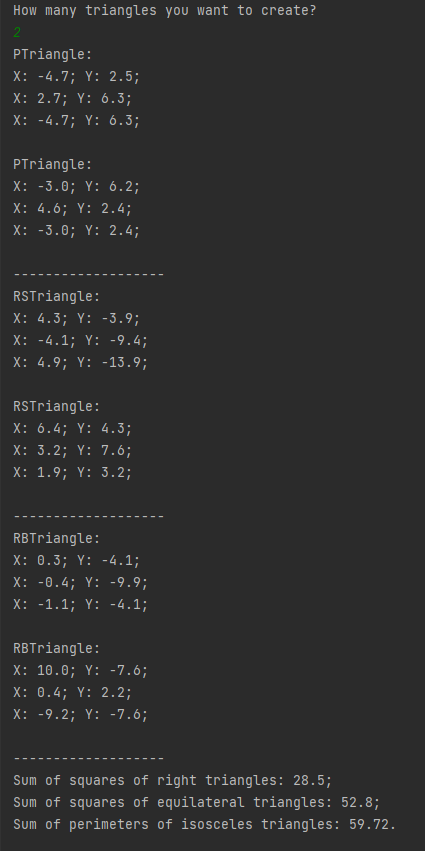 How many triangles you want to create?
2
PTriangle:
X: -4.7; Y: 2.5;
X: 2.7; Y: 6.3;
X: -4.7; Y: 6.3;
PTriangle:
X: -3.0; Y: 6.2;
X: 4.6; Y: 2.4;
X: -3.0; Y: 2.4;
-------------------
RSTriangle:
X: 4.3; Y: -3.9;
X: -4.1; Y: -9.4;
X: 4.9; Y: -13.9;
RSTriangle:
X: 6.4; Y: 4.3;
X: 3.2; Y: 7.6;
X: 1.9; Y: 3.2;
-------------------
RBTriangle:
X: 0.3; Y: -4.1;
X: -0.4; Y: -9.9;
X: -1.1; Y: -4.1;
RBTriangle:
X: 10.0; Y: -7.6;
X: 0.4; Y: 2.2;
X: -9.2; Y: -7.6;
-------------------
Sum of squares of right triangles: 28.5;
Sum of squares of equilateral triangles: 52.8;
Sum of perimeters of isosceles triangles: 59.72.